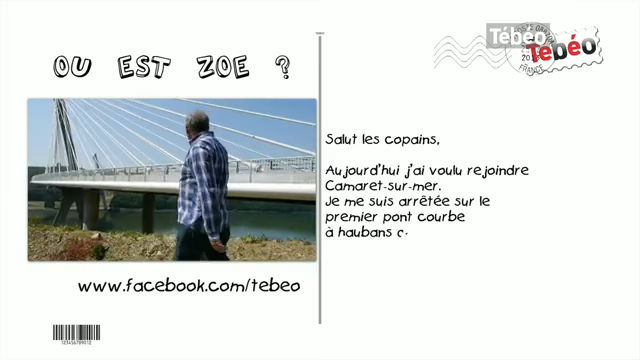 Tébéo
Tébéo
FRANCE
OU EST ZOE ?
Salut les copains,
Aujourd'hui j'ai voulu rejoindre
Camaret-sur-mer.
Je me suis arrêtée sur le
premier pont courbe
à haubans c
www.facebook.com/tebeo
123456789012